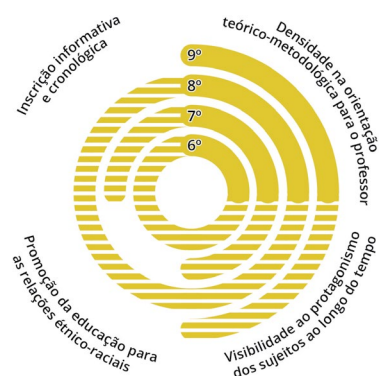 Inscrição informativa
e cronológica
Densidade na orientação
teórico-metodológica para o professor
9º
8º
7º
6º
Promoção da educação para
as relações étnico-raciais
Visibilidade ao protagonismo
dos sujeitos ao longo do tempo